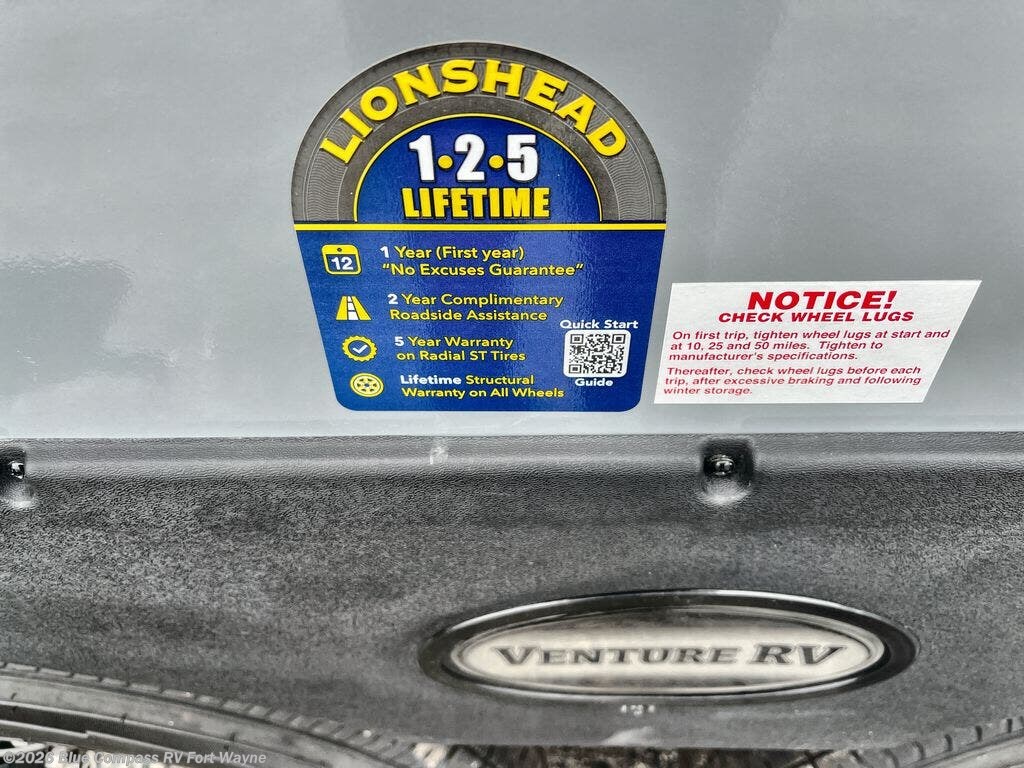 LIONSHEAD
1•2•5
LIFETIME
12
1 Year (First year)
"No Excuses Guarantee"
2 Year Complimentary
Roadside Assistance
5 Year Warranty
on Radial ST Tires
Lifetime Structural
Warranty on All Wheels
Quick Start
Guide
NOTICE!
CHECK WHEEL LUGS
On first trip, tighten wheel lugs at start and
at 10, 25 and 50 miles. Tighten to
manufacturer's specifications.
Thereafter, check wheel lugs before each
trip, after excessive braking and following
winter storage.
VENTURE RV
©2026 Blue Compass RV Fort Wayne